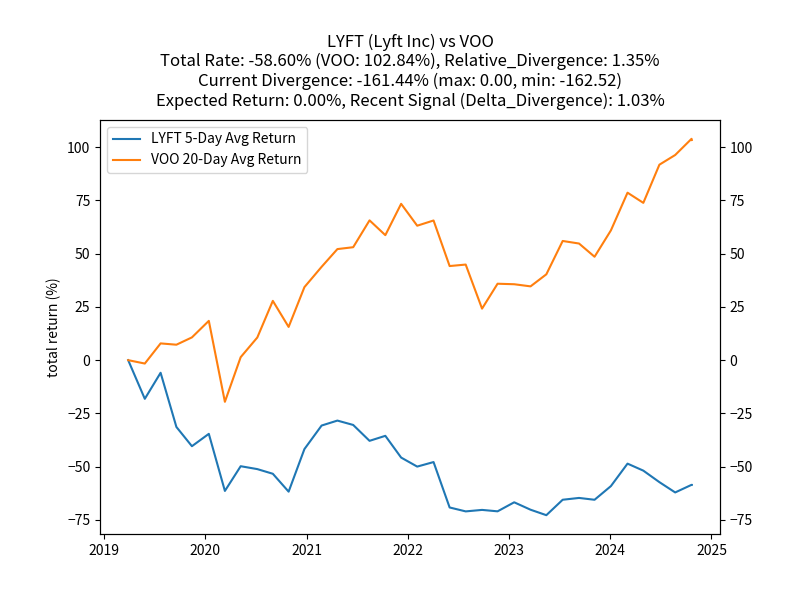 LYFT (Lyft Inc) vs VOO
Total Rate: -58.60% (VOO: 102.84%), Relative_Divergence: 1.35%
Current Divergence: -161.44% (max: 0.00, min: -162.52)
Expected Return: 0.00%, Recent Signal (Delta_Divergence): 1.03%
LYFT 5-Day Avg Return
VOO 20-Day Avg Return
total return (%)
100
75
50
25
0
−25
−50
−75
100
75
50
25
0
−25
−50
−75
2019 2020 2021 2022 2023 2024 2025